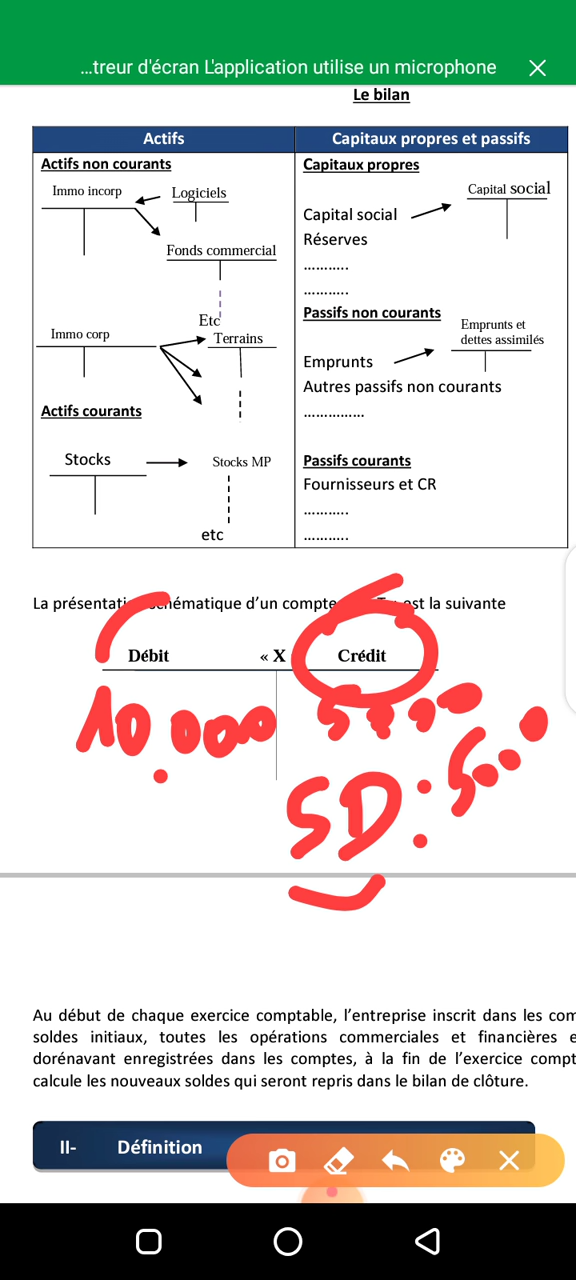 ...treur d'écran L'application utilise un microphone
Le bilan
Actifs
Actifs non courants
Immo incorp
Logiciels
Fonds commercial
Etc
Immo corp
Terrains
Actifs courants
Stocks
Stocks MP
etc
Capitaux propres et passifs
Capitaux propres
Capital social
Capital social
Réserves
...........
...........
Passifs non courants
Emprunts et
dettes assimilés
Emprunts
Autres passifs non courants
...............
Passifs courants
Fournisseurs et CR
...........
...........
La présentati hématique d'un compte est la suivante
Débit « X Crédit
10.000
SD: 5000
Au début de chaque exercice comptable, l'entreprise inscrit dans les com
soldes initiaux, toutes les opérations commerciales et financières e
dorénavant enregistrées dans les comptes, à la fin de l'exercice compt
calcule les nouveaux soldes qui seront repris dans le bilan de clôture.
II- Définition